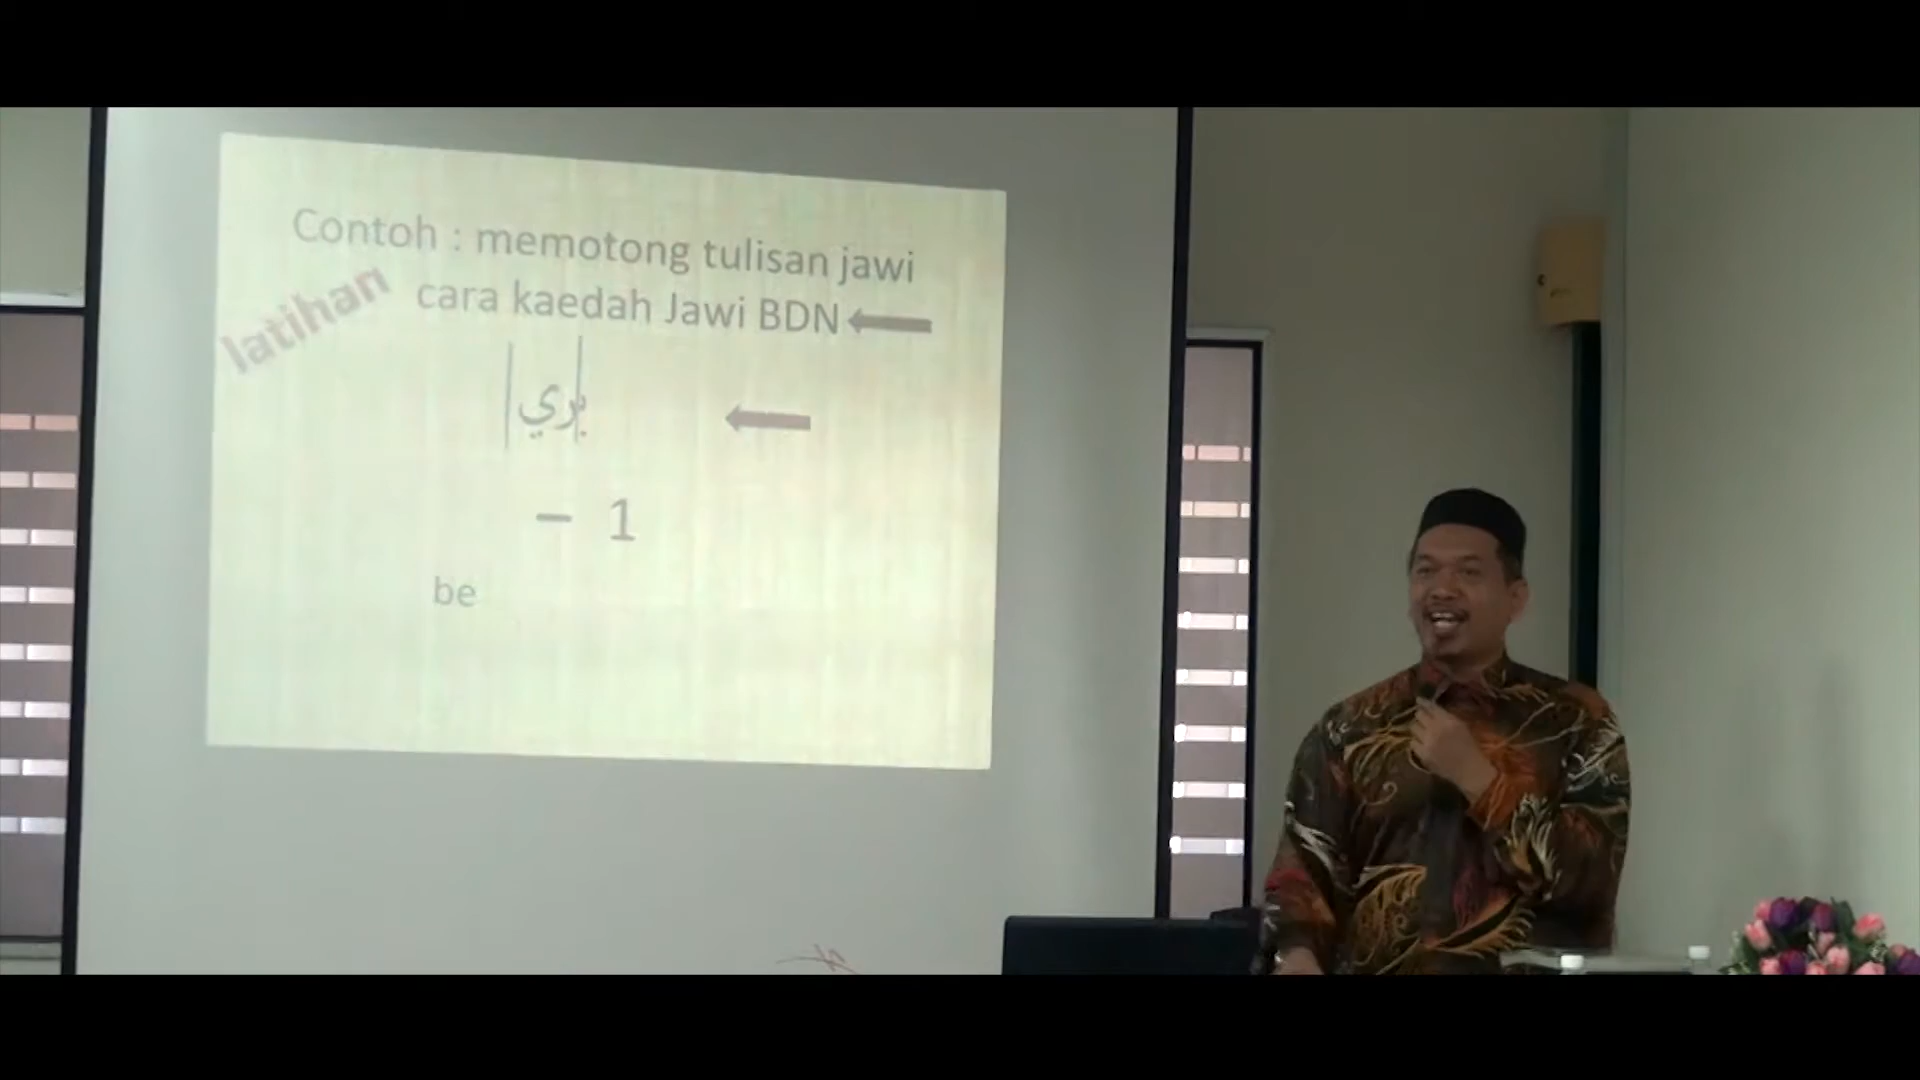 Contoh : memotong tulisan jawi
cara kaedah Jawi BDN
latihan
بري
– 1
be